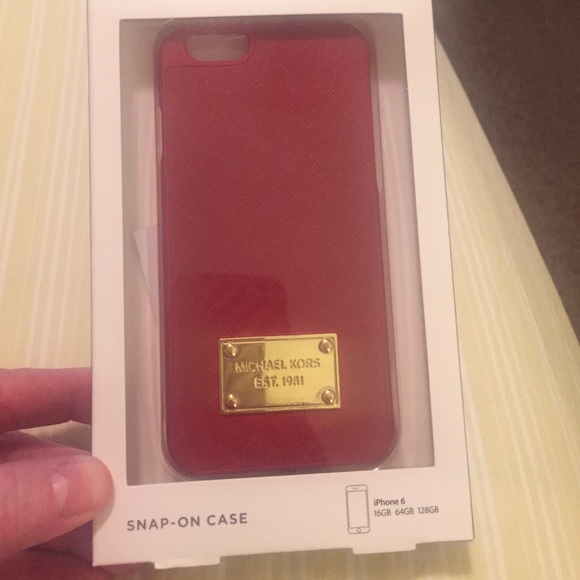 MICHAEL KORS
EST. 1981
SNAP-ON CASE
iPhone 6
16GB 64GB 128GB